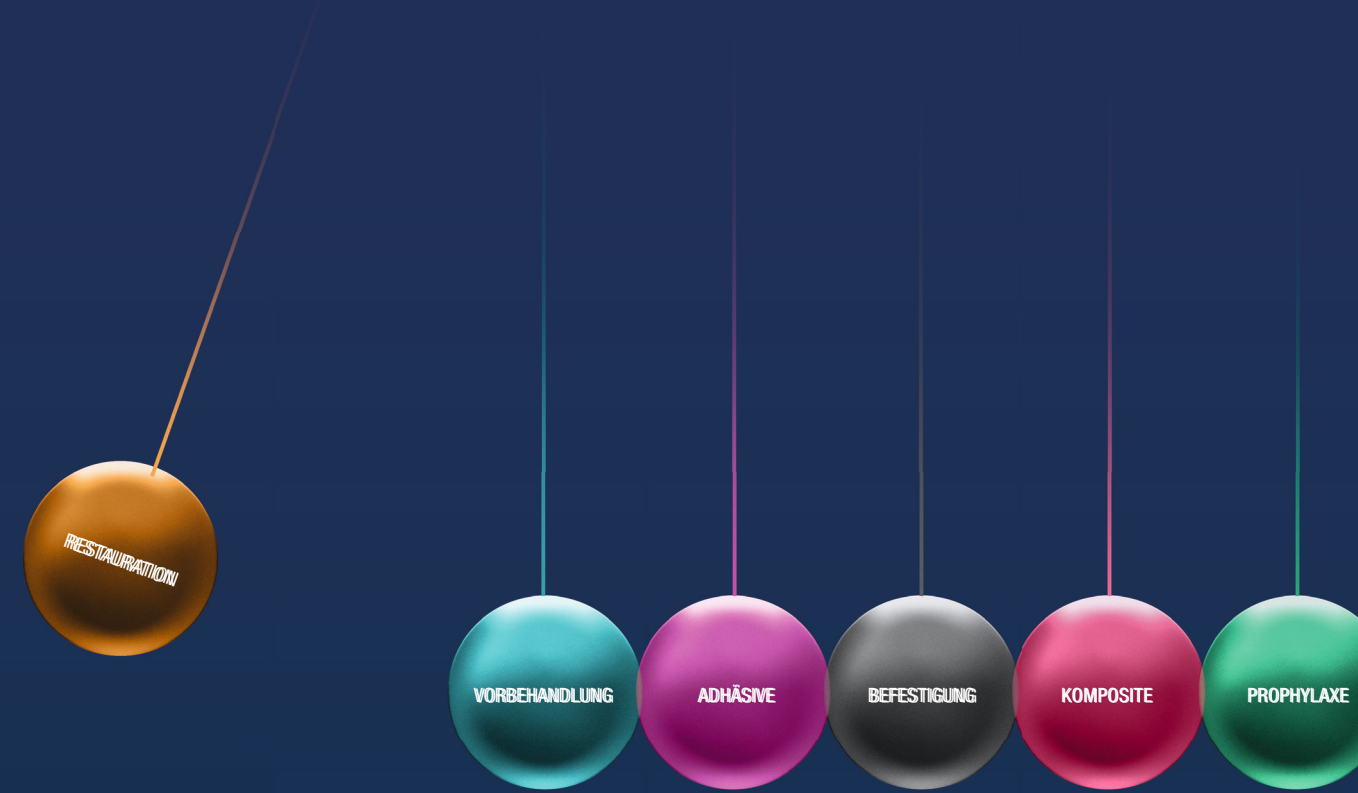 RESTAURATION
VORBEHANDLUNG
ADHÄSIVE
BEFESTIGUNG
KOMPOSITE
PROPHYLAXE